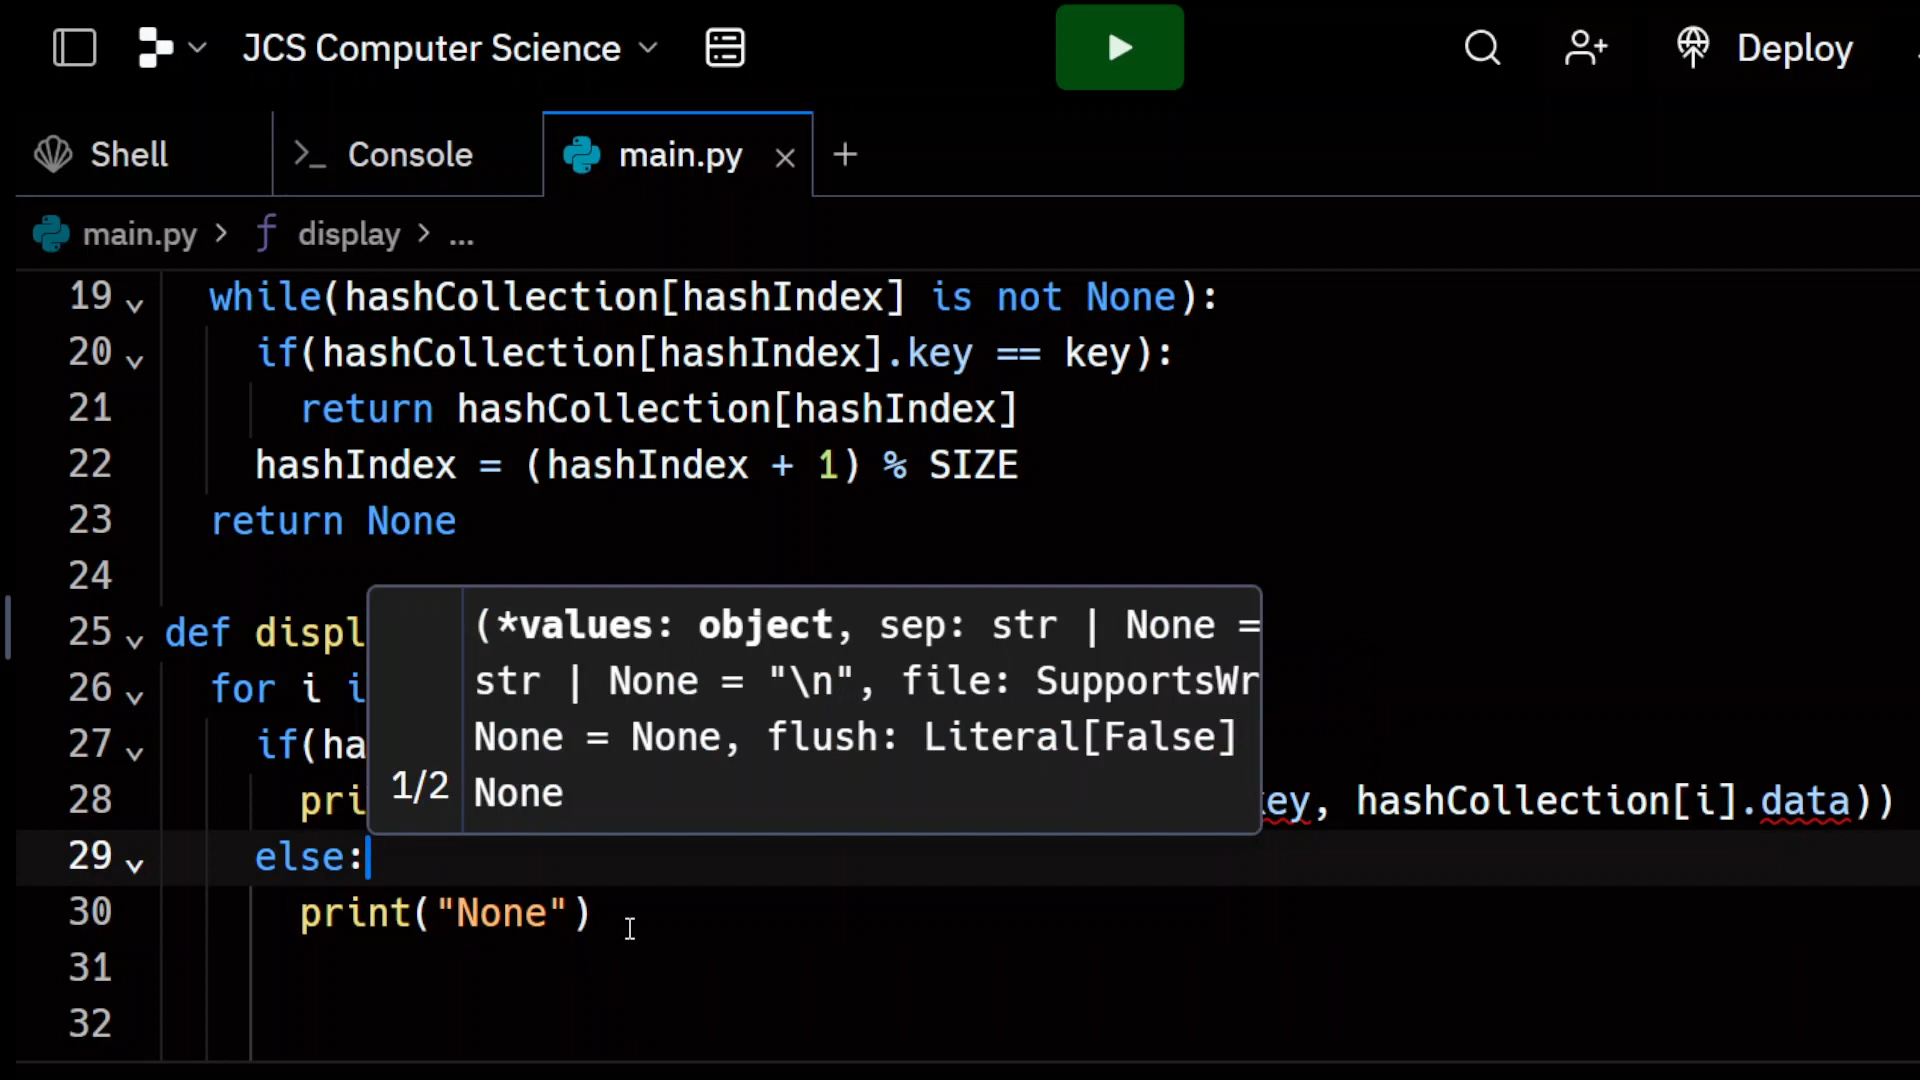 JCS Computer Science
Deploy
Shell
>_ Console
main.py
main.py > display > ...
19 while(hashCollection[hashIndex] is not None):
20 if(hashCollection[hashIndex].key == key):
21 return hashCollection[hashIndex]
22 hashIndex = (hashIndex + 1) % SIZE
23 return None
24
25 def displ
26 for i i
27 if(ha
28 pri ey, hashCollection[i].data))
(*values: object, sep: str | None =
str | None = "\n", file: SupportsWr
None = None, flush: Literal[False]
1/2 None
29 else:
30 print("None")
31
32